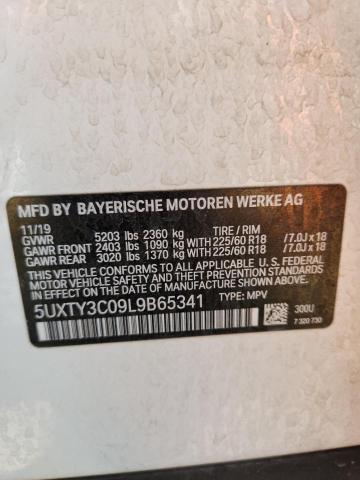 MFD BY BAYERISCHE MOTOREN WERKE AG
11/19
GVWR 5203 lbs 2360 kg TIRE / RIM
GAWR FRONT 2403 lbs 1090 kg MAX WITH 225/60 R18 / 7.0J x 18
GAWR REAR 3020 lbs 1370 kg MAX WITH 225/60 R18 / 7.0J x 18
THIS VEHICLE CONFORMS TO ALL APPLICABLE U.S. FEDERAL MOTOR
VEHICLE SAFETY, BUMPER, AND THEFT PREVENTION STANDARDS IN
EFFECT ON THE DATE OF MANUFACTURE SHOWN ABOVE.
5UXTY3C09L9B65341 TYPE: MPV
300U
7 320 730